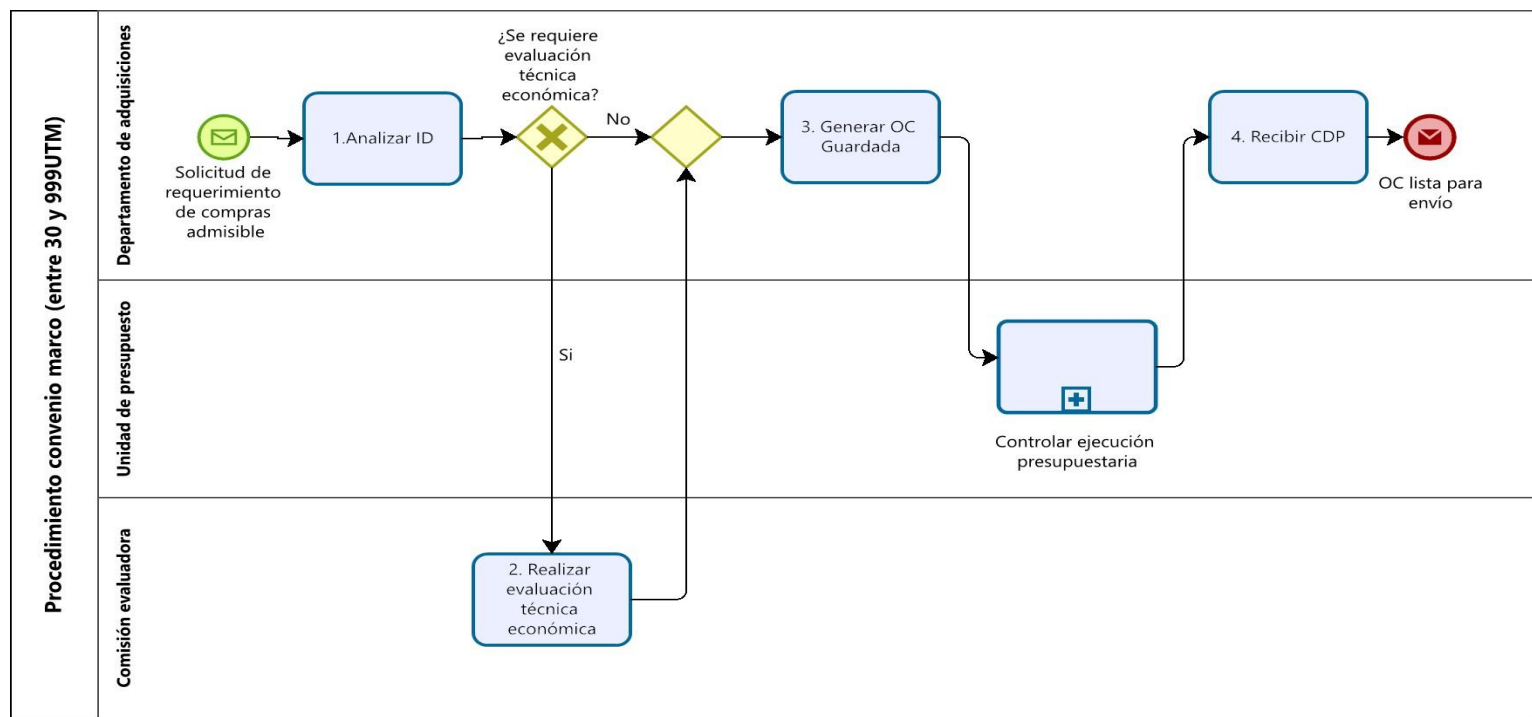 Procedimiento convenio marco (entre 30 y 999UTM)
Departamento de adquisiciones
Solicitud de
requerimiento
de compras
admisible
1.Analizar ID
¿Se requiere
evaluación
técnica
económica?
No
Si
3. Generar OC
Guardada
4. Recibir CDP
OC lista para
envío
Unidad de presupuesto
Controlar ejecución
presupuestaria
Comisión evaluadora
2. Realizar
evaluación
técnica
económica